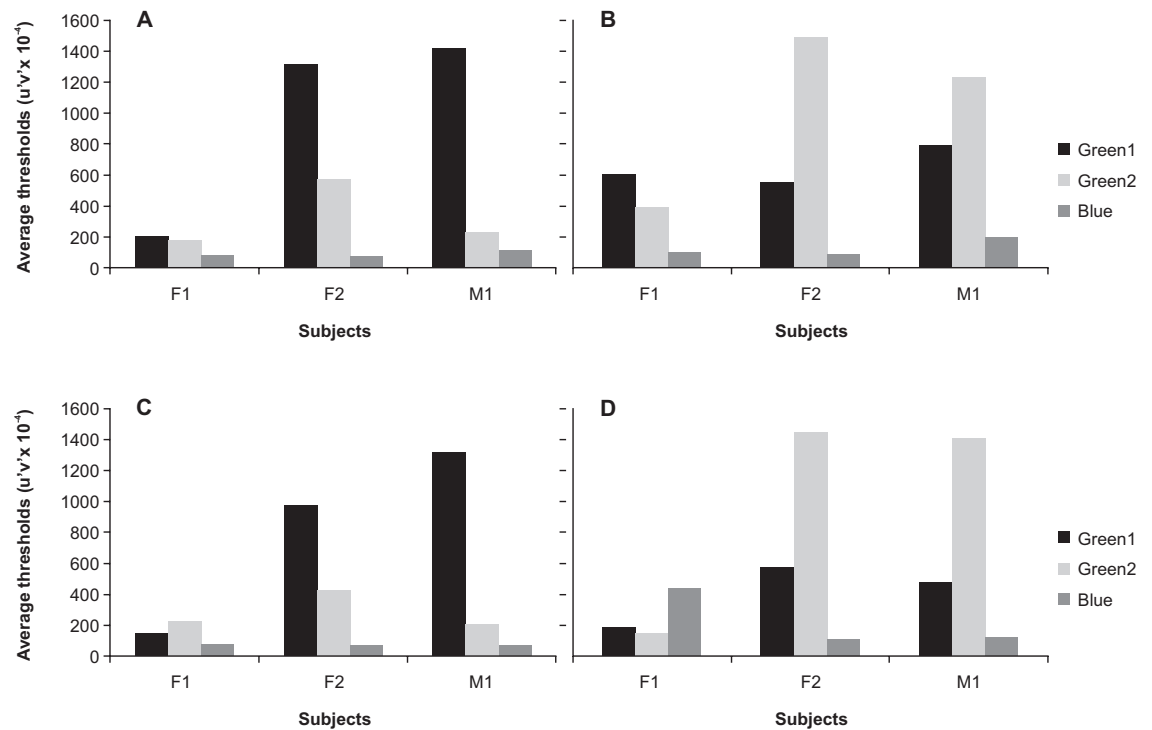 A
B
Average thresholds (u'v'x 10⁻⁴)
1600
1400
1200
1000
800
600
400
200
0
F1 F2 M1
Subjects
F1 F2 M1
Subjects
Green1
Green2
Blue
C
D
Average thresholds (u'v'x 10⁻⁴)
1600
1400
1200
1000
800
600
400
200
0
F1 F2 M1
Subjects
F1 F2 M1
Subjects
Green1
Green2
Blue